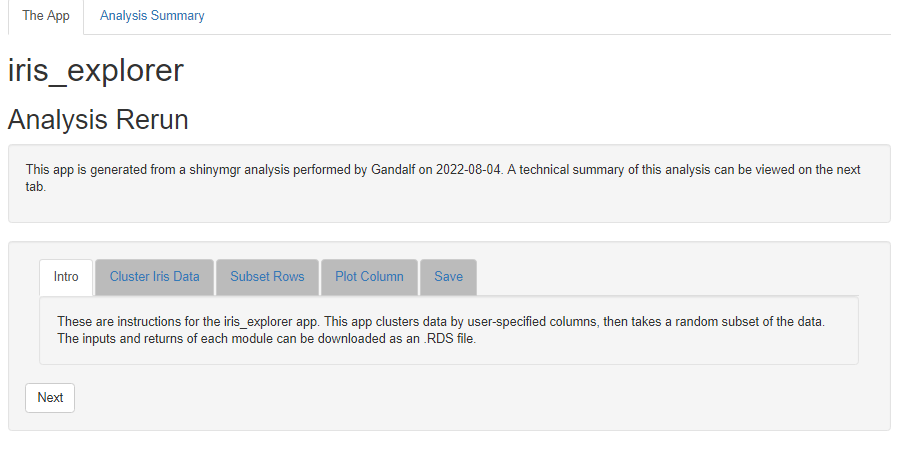 The App Analysis Summary
iris_explorer
Analysis Rerun
This app is generated from a shinymgr analysis performed by Gandalf on 2022-08-04. A technical summary of this analysis can be viewed on the next
tab.
Intro Cluster Iris Data Subset Rows Plot Column Save
These are instructions for the iris_explorer app. This app clusters data by user-specified columns, then takes a random subset of the data.
The inputs and returns of each module can be downloaded as an .RDS file.
Next